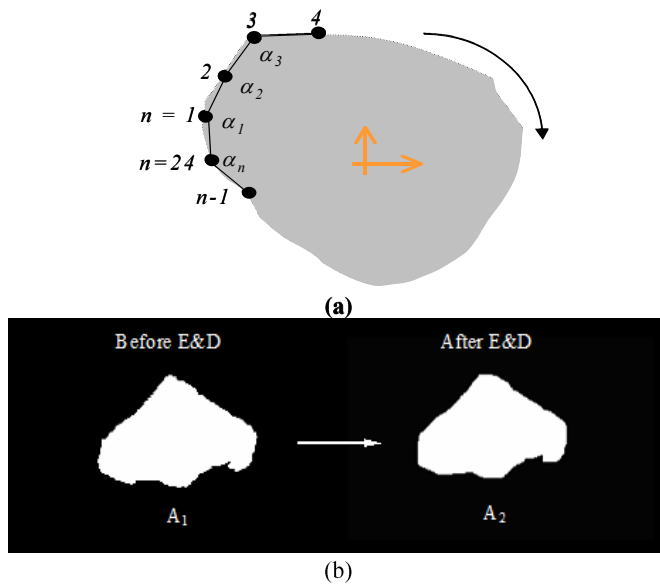 3 4
α3
2
α2
n = 1 α1
n=24 αn
n-1
(a)
Before E&D After E&D
A1 A2
(b)